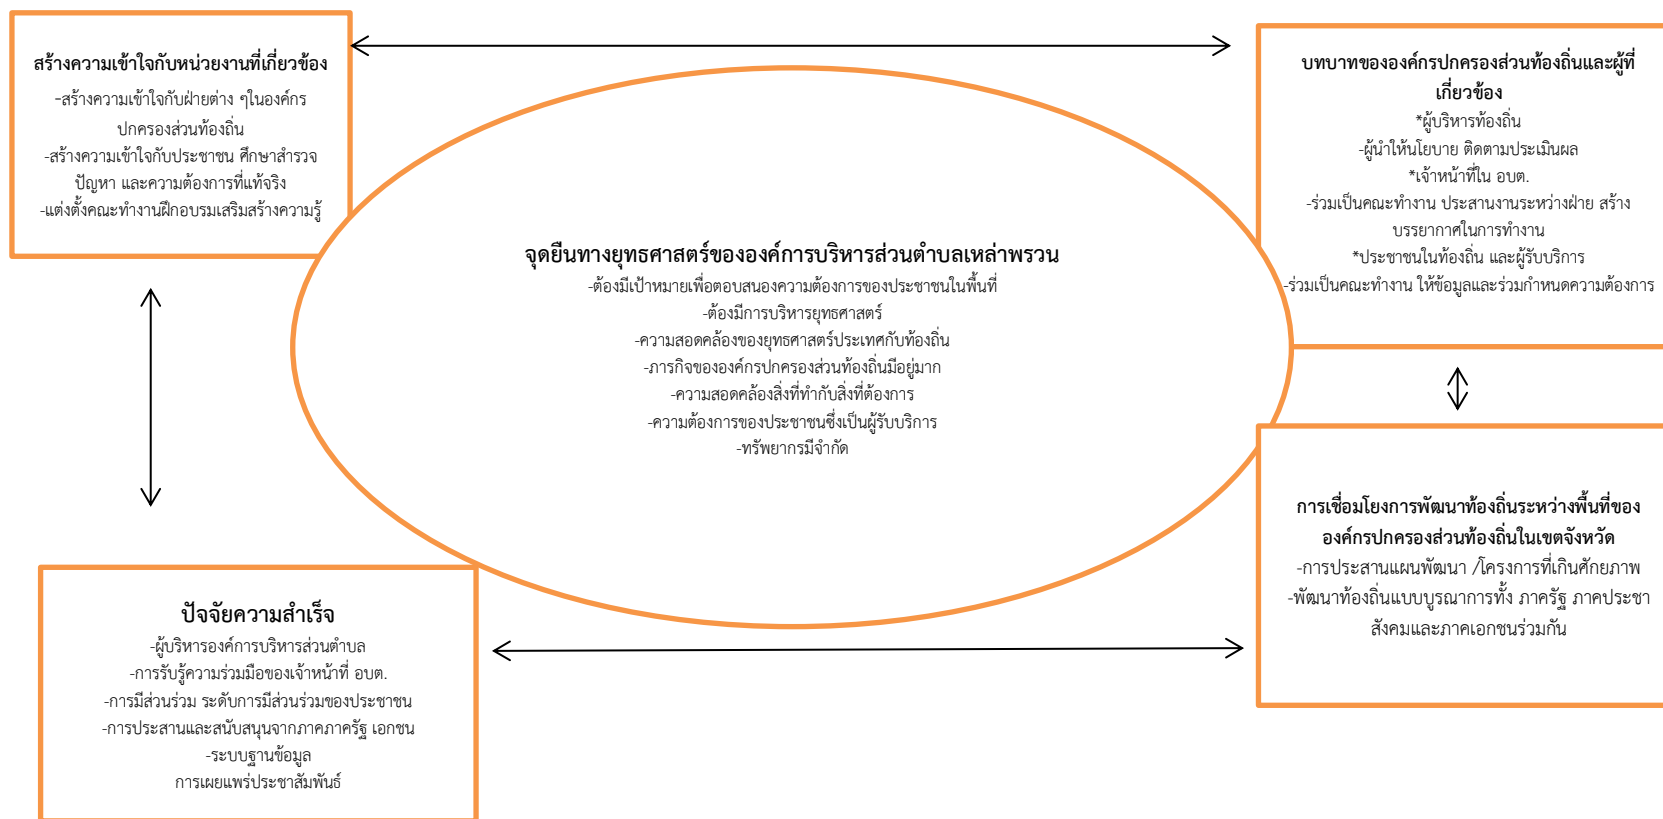 สร้างความเข้าใจกับหน่วยงานที่เกี่ยวข้อง
-สร้างความเข้าใจกับฝ่ายต่าง ๆในองค์กร
ปกครองส่วนท้องถิ่น
-สร้างความเข้าใจกับประชาชน ศึกษาสำรวจ
ปัญหา และความต้องการที่แท้จริง
-แต่งตั้งคณะทำงานฝึกอบรมเสริมสร้างความรู้
บทบาทขององค์กรปกครองส่วนท้องถิ่นและผู้ที่
เกี่ยวข้อง
*ผู้บริหารท้องถิ่น
-ผู้นำให้นโยบาย ติดตามประเมินผล
*เจ้าหน้าที่ใน อบต.
-ร่วมเป็นคณะทำงาน ประสานงานระหว่างฝ่าย สร้าง
บรรยากาศในการทำงาน
*ประชาชนในท้องถิ่น และผู้รับบริการ
-ร่วมเป็นคณะทำงาน ให้ข้อมูลและร่วมกำหนดความต้องการ
จุดยืนทางยุทธศาสตร์ขององค์การบริหารส่วนตำบลเหล่าพรวน
-ต้องมีเป้าหมายเพื่อตอบสนองความต้องการของประชาชนในพื้นที่
-ต้องมีการบริหารยุทธศาสตร์
-ความสอดคล้องของยุทธศาสตร์ประเทศกับท้องถิ่น
-ภารกิจขององค์กรปกครองส่วนท้องถิ่นมีอยู่มาก
-ความสอดคล้องสิ่งที่ทำกับสิ่งที่ต้องการ
-ความต้องการของประชาชนซึ่งเป็นผู้รับบริการ
-ทรัพยากรมีจำกัด
การเชื่อมโยงการพัฒนาท้องถิ่นระหว่างพื้นที่ของ
องค์กรปกครองส่วนท้องถิ่นในเขตจังหวัด
-การประสานแผนพัฒนา /โครงการที่เกินศักยภาพ
-พัฒนาท้องถิ่นแบบบูรณาการทั้ง ภาครัฐ ภาคประชา
สังคมและภาคเอกชนร่วมกัน
ปัจจัยความสำเร็จ
-ผู้บริหารองค์การบริหารส่วนตำบล
-การรับรู้ความร่วมมือของเจ้าหน้าที่ อบต.
-การมีส่วนร่วม ระดับการมีส่วนร่วมของประชาชน
-การประสานและสนับสนุนจากภาคภาครัฐ เอกชน
-ระบบฐานข้อมูล
การเผยแพร่ประชาสัมพันธ์